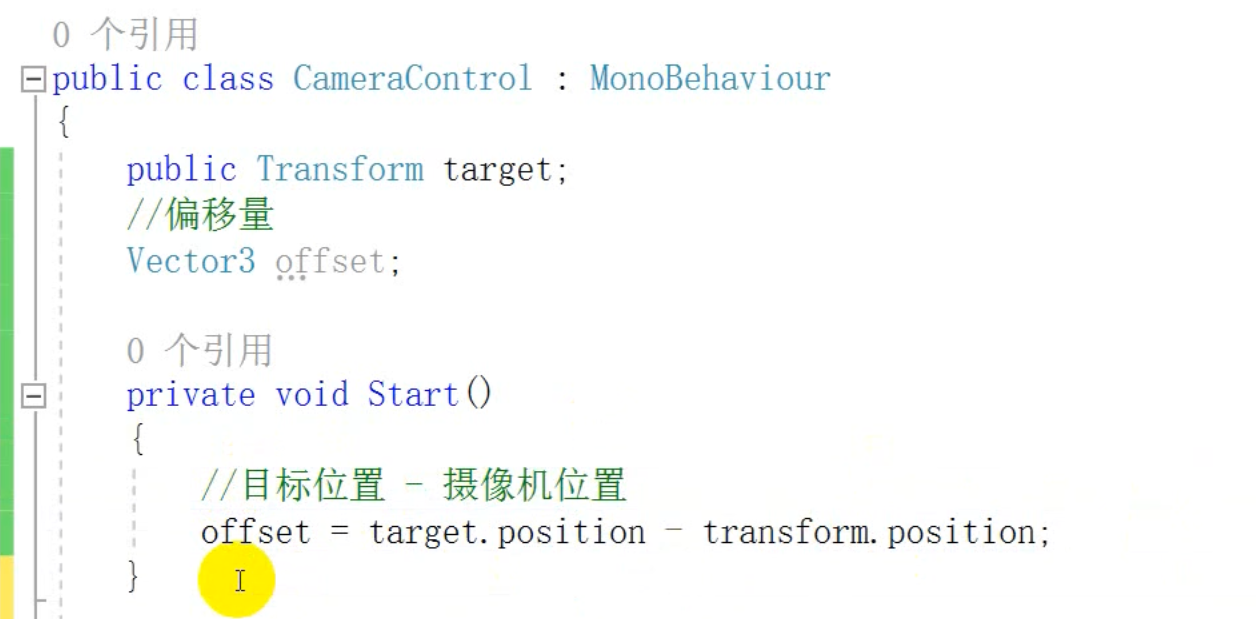 0 个引用
public class CameraControl : MonoBehaviour
{
public Transform target;
//偏移量
Vector3 offset;
0 个引用
private void Start()
{
//目标位置 - 摄像机位置
offset = target.position - transform.position;
}